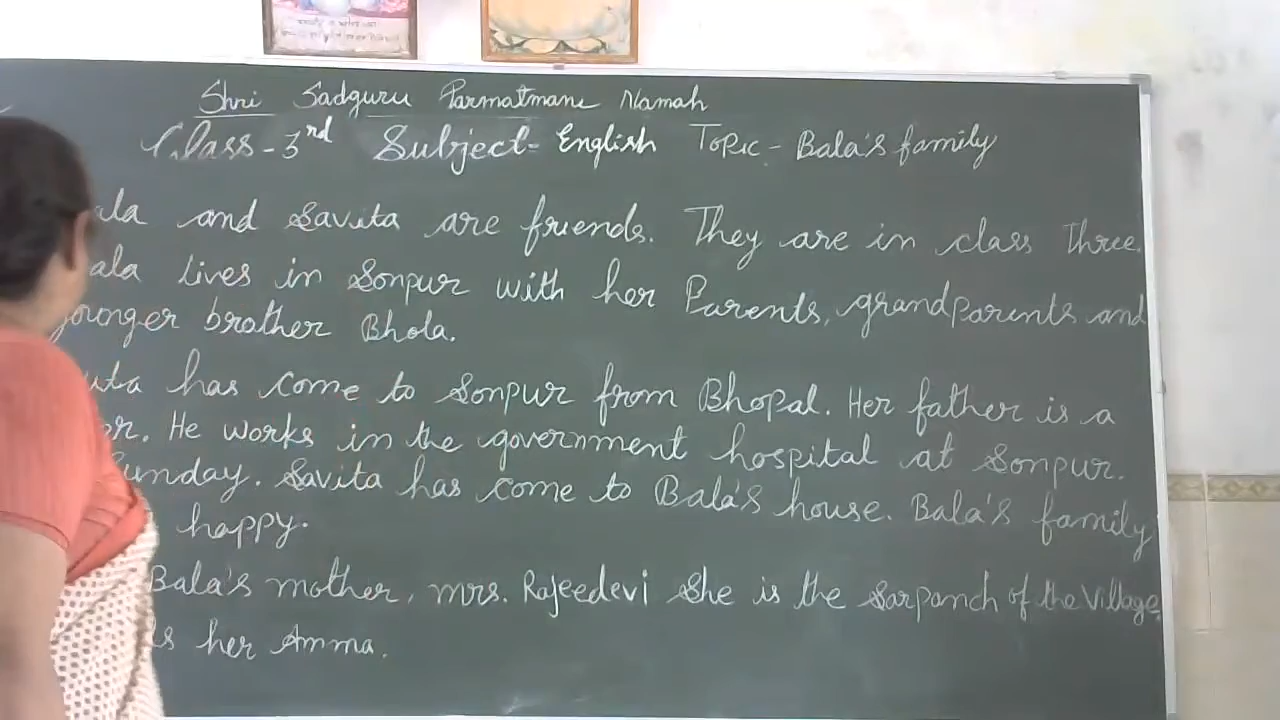 Shri Sadguru Parmatmane Namah
Class - 3rd Subject - English Topic - Bala's family
ala and Savita are friends. They are in class Three.
ala lives in Sonpur with her Parents, grandparents and
younger brother Bhola.
ita has come to Sonpur from Bhopal. Her father is a
or. He works in the government hospital at Sonpur.
Sunday. Savita has come to Bala's house. Bala's family
happy.
Bala's mother, mrs. Rajeedevi She is the Sarpanch of the Village.
is her Amma.